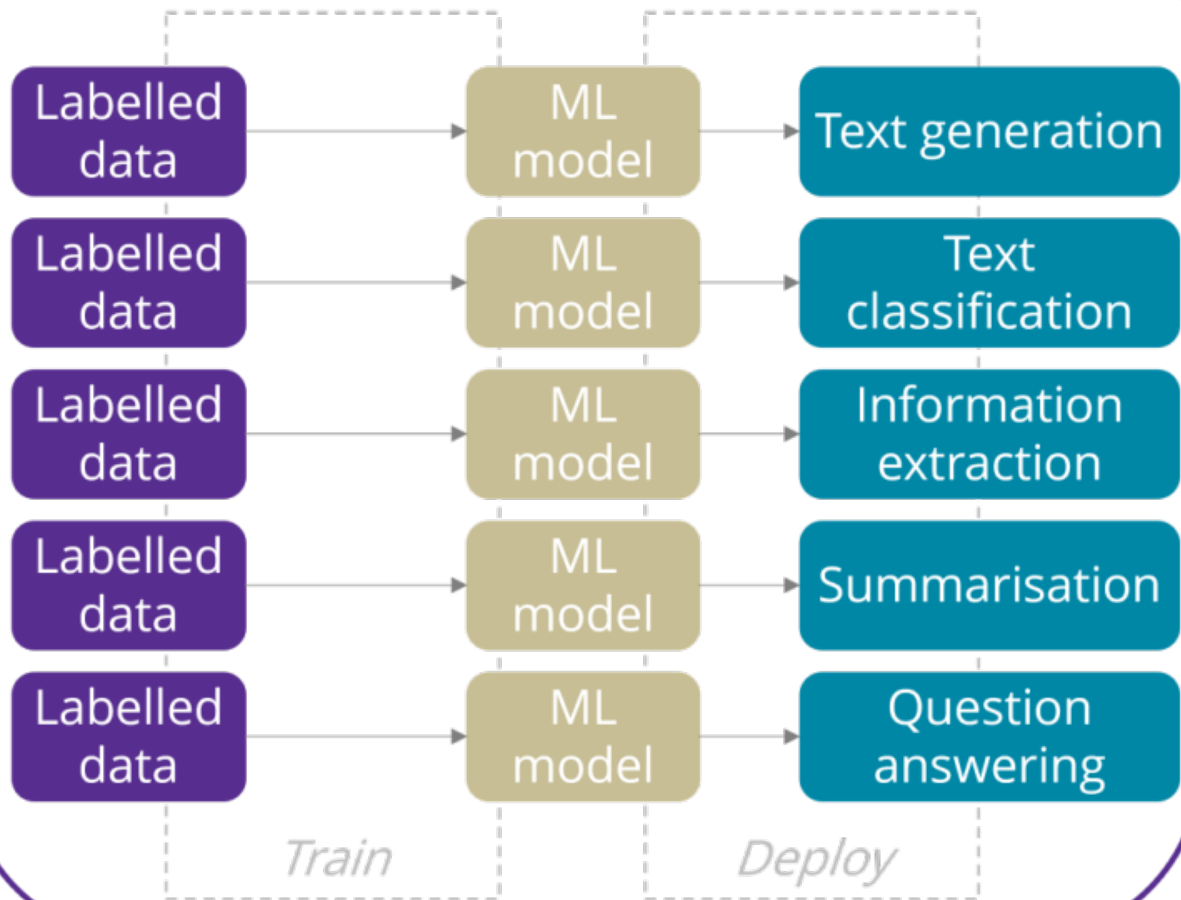 Labelled
data
ML
model
Text generation
Labelled
data
ML
model
Text
classification
Labelled
data
ML
model
Information
extraction
Labelled
data
ML
model
Summarisation
Labelled
data
ML
model
Question
answering
Train
Deploy